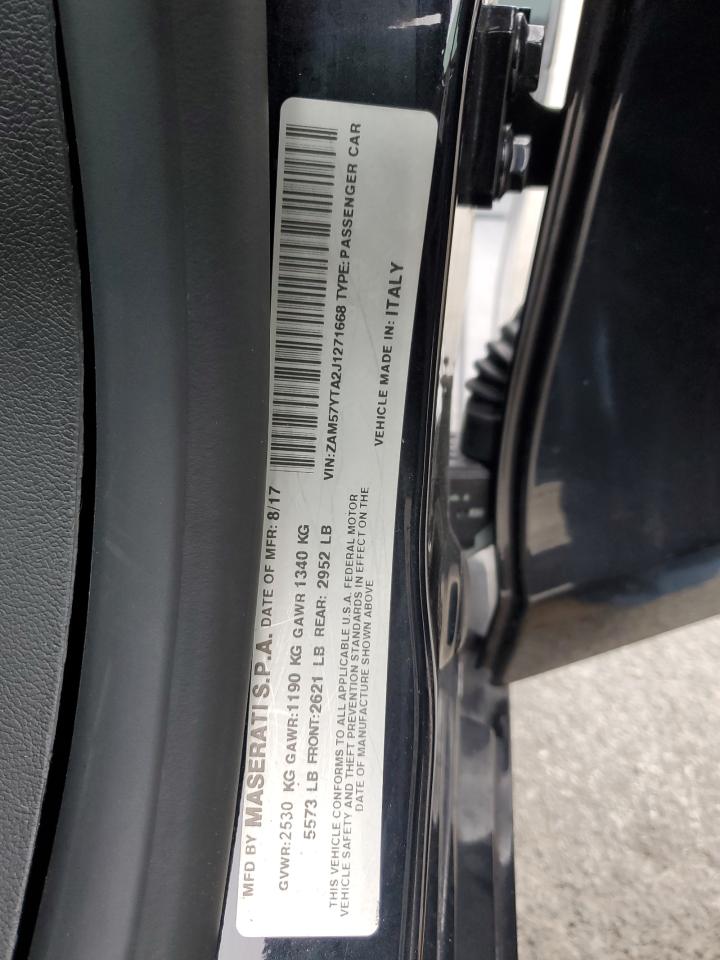 MFD BY MASERATI S.P.A. DATE OF MFR: 8/17
GVWR:2530 KG GAWR:1190 KG GAWR 1340 KG
5573 LB FRONT:2621 LB REAR: 2952 LB
VIN:ZAM57YTA2J1271668 TYPE:PASSENGER CAR
THIS VEHICLE CONFORMS TO ALL APPLICABLE U.S.A. FEDERAL MOTOR
VEHICLE SAFETY AND THEFT PREVENTION STANDARDS IN EFFECT ON THE
DATE OF MANUFACTURE SHOWN ABOVE
VEHICLE MADE IN: ITALY